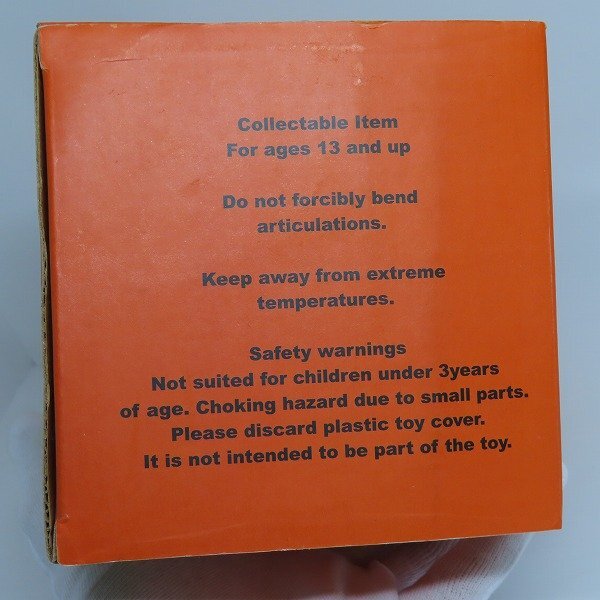 Collectable Item
For ages 13 and up
Do not forcibly bend
articulations.
Keep away from extreme
temperatures.
Safety warnings
Not suited for children under 3years
of age. Choking hazard due to small parts.
Please discard plastic toy cover.
It is not intended to be part of the toy.